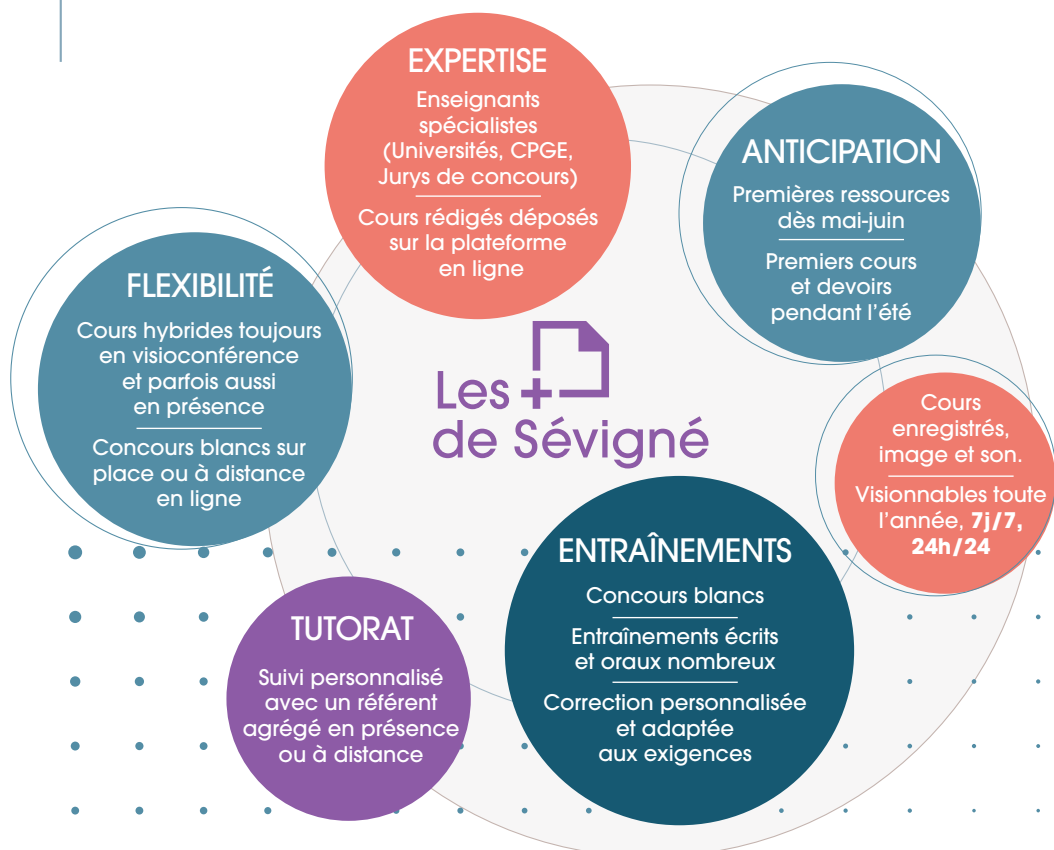 EXPERTISE
Enseignants
spécialistes
(Universités, CPGE,
Jurys de concours)
Cours rédigés déposés
sur la plateforme
en ligne
ANTICIPATION
Premières ressources
dès mai-juin
Premiers cours
et devoirs
pendant l'été
FLEXIBILITÉ
Cours hybrides toujours
en visioconférence
et parfois aussi
en présence
Concours blancs sur
place ou à distance
en ligne
Les +
de Sévigné
Cours
enregistrés,
image et son.
Visionnables toute
l'année, 7j/7,
24h/24
ENTRAÎNEMENTS
Concours blancs
Entraînements écrits
et oraux nombreux
Correction personnalisée
et adaptée
aux exigences
TUTORAT
Suivi personnalisé
avec un référent
agrégé en présence
ou à distance